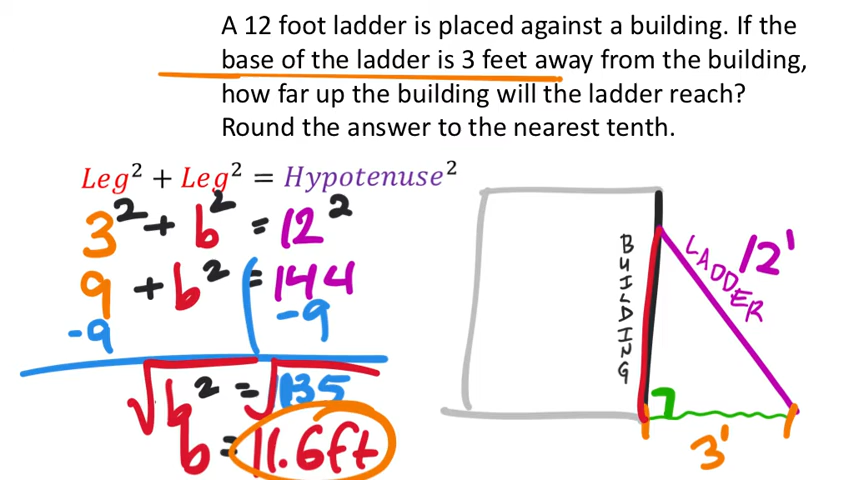 A 12 foot ladder is placed against a building. If the
base of the ladder is 3 feet away from the building,
how far up the building will the ladder reach?
Round the answer to the nearest tenth.
Leg² + Leg² = Hypotenuse²
3² + b² = 12²
9 + b² = 144
-9 -9
√b² = √135
b = 11.6ft
BUILDING
LADDER
12'
3'